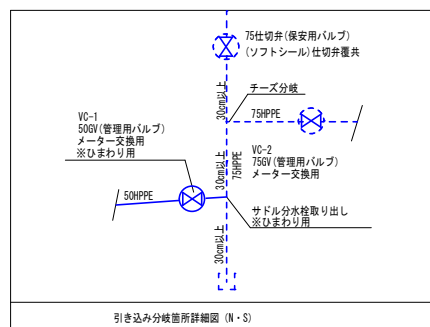 75仕切弁(保安用バルブ)
(ソフトシール)仕切弁覆共
30cm以上
チーズ分岐
75HPPE
VC-1
50GV(管理用バルブ)
メーター交換用
※ひまわり用
VC-2
75GV(管理用バルブ)
メーター交換用
30cm以上
75HPPE
50HPPE
サドル分水栓取り出し
※ひまわり用
30cm以上
引き込み分岐箇所詳細図 (N・S)